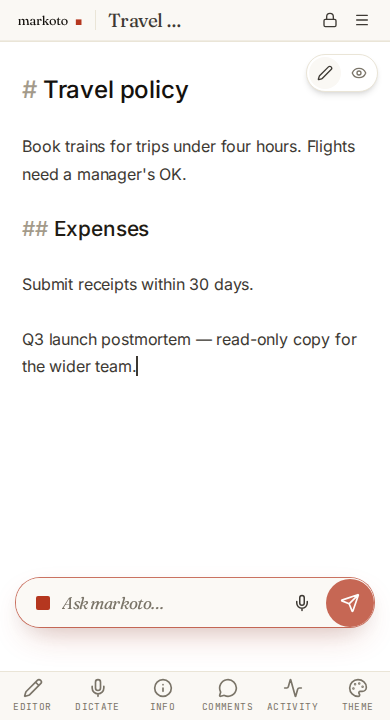 markoto
Travel ...
# Travel policy
Book trains for trips under four hours. Flights
need a manager's OK.
## Expenses
Submit receipts within 30 days.
Q3 launch postmortem — read-only copy for
the wider team.
Ask markoto...
EDITOR DICTATE INFO COMMENTS ACTIVITY THEME